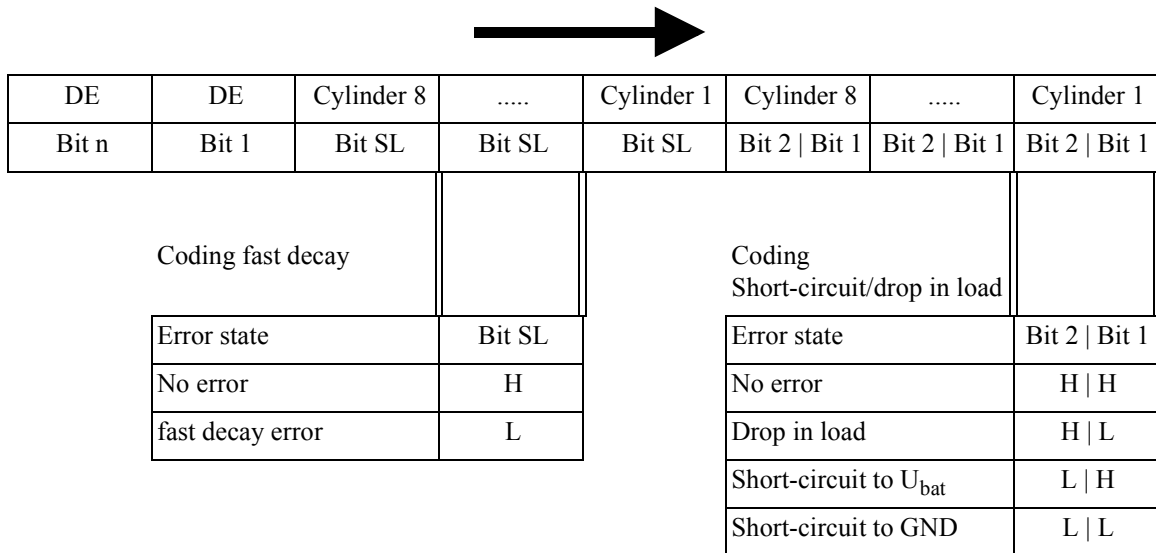 DE DE Cylinder 8 ..... Cylinder 1 Cylinder 8 ..... Cylinder 1
Bit n Bit 1 Bit SL Bit SL Bit SL Bit 2 | Bit 1 Bit 2 | Bit 1 Bit 2 | Bit 1
Coding fast decay
Error state Bit SL
No error H
fast decay error L
Coding
Short-circuit/drop in load
Error state Bit 2 | Bit 1
No error H | H
Drop in load H | L
Short-circuit to Ubat L | H
Short-circuit to GND L | L